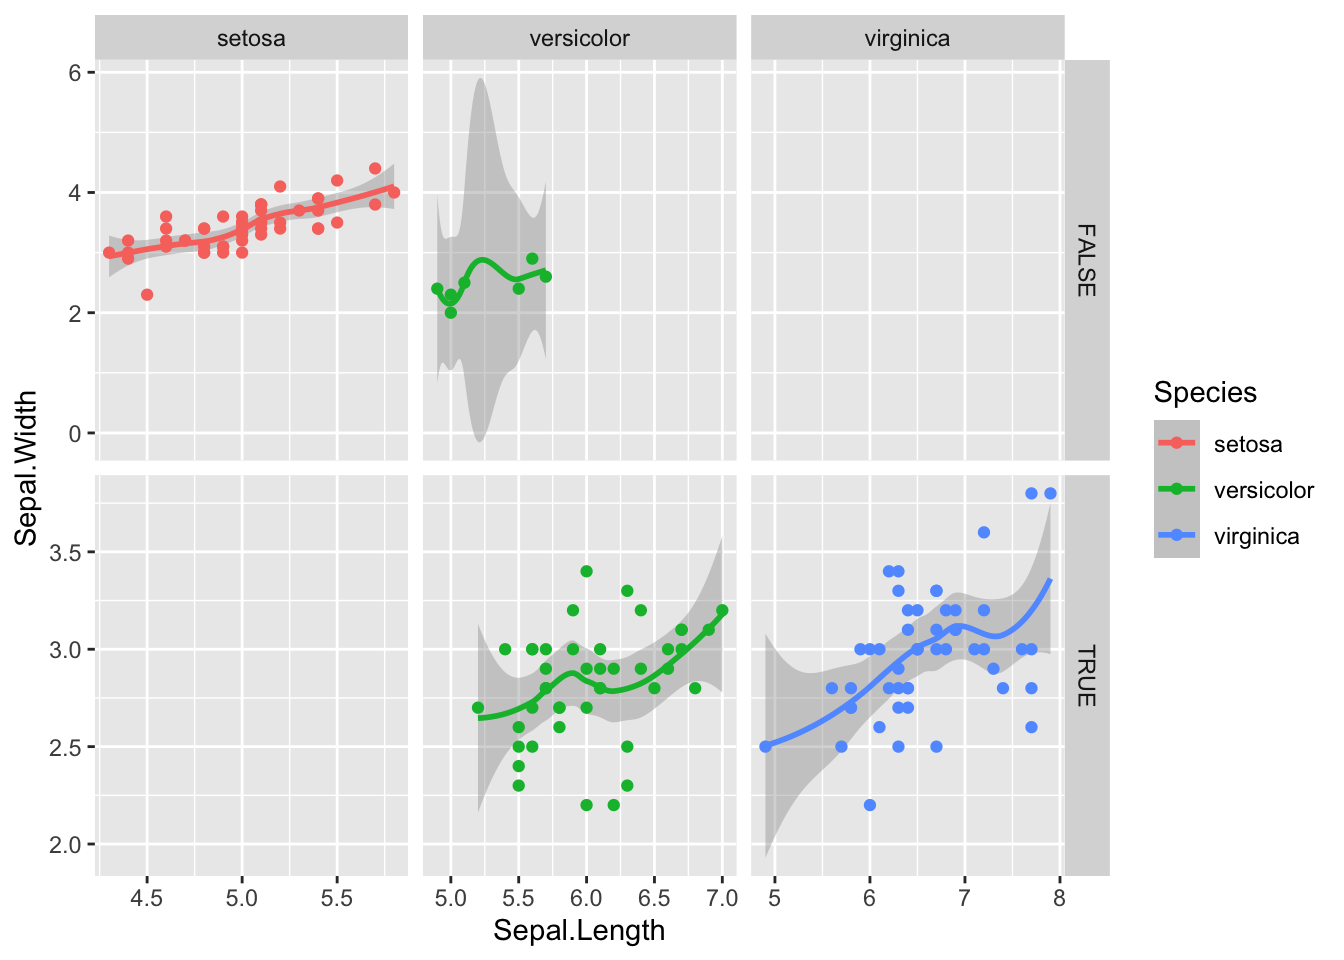 setosa versicolor virginica
6
4
2
0
FALSE
3.5
3.0
2.5
2.0
TRUE
4.5 5.0 5.5 5.0 5.5 6.0 6.5 7.0 5 6 7 8
Sepal.Length
Sepal.Width
Species
setosa
versicolor
virginica